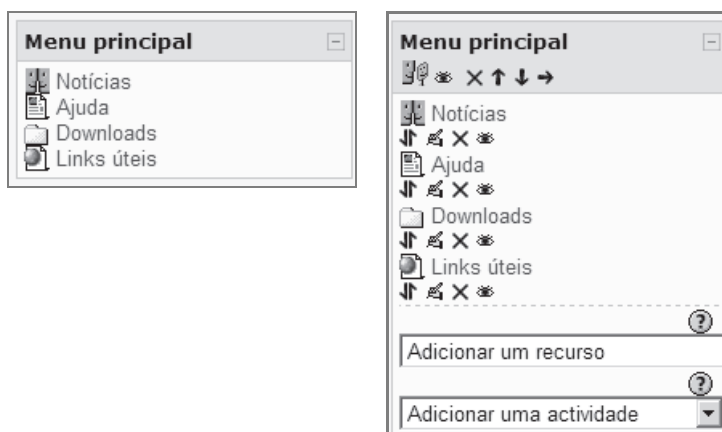 Menu principal
Notícias
Ajuda
Downloads
Links úteis
Menu principal
Notícias
Ajuda
Downloads
Links úteis
?
Adicionar um recurso
?
Adicionar uma actividade